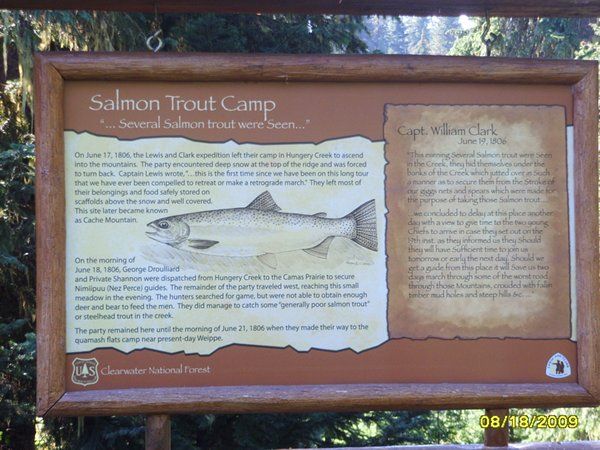 Salmon Trout Camp
"... Several Salmon trout were Seen..."
On June 17, 1806, the Lewis and Clark expedition left their camp in Hungery Creek to ascend
into the mountains. The party encountered deep snow at the top of the ridge and was forced
to turn back. Captain Lewis wrote, "...this is the first time since we have been on this long tour
that we have ever been compelled to retreat or make a retrograde march." They left most of
their belongings and food safely stored on
scaffolds above the snow and well covered.
This site later became known
as Cache Mountain.
On the morning of
June 18, 1806, George Droulliard
and Private Shannon were dispatched from Hungery Creek to the Camas Prairie to secure
Nimiipuu (Nez Perce) guides. The remainder of the party traveled west, reaching this small
meadow in the evening. The hunters searched for game, but were not able to obtain enough
deer and bear to feed the men. They did manage to catch some "generally poor salmon trout"
or steelhead trout in the creek.
The party remained here until the morning of June 21, 1806 when they made their way to the
quamash flats camp near present-day Weippe.
Capt. William Clark
June 19, 1806
"This evening Several Salmon trout were Seen
in the Creek, they hid themselves under the
banks of the Creek which jutted over in Such
a manner as to secure them from the Stroke of
our giggs nets and spears which were made for
the purpose of taking those Salmon trout. ...
...we concluded to delay at this place another
day with a view to give time to the two young
Chiefs to arrive in case they set out on the
19th inst. as they informed us they Should
they will have Sufficient time to join us
tomorrow or early the next day. Should we
get a guide from this place it will save us two
days march through some of the worst road
through those Mountains, crouded with fallin
timber mud holes and steep hills &c. ...
UAS
Clearwater National Forest
08/18/2009